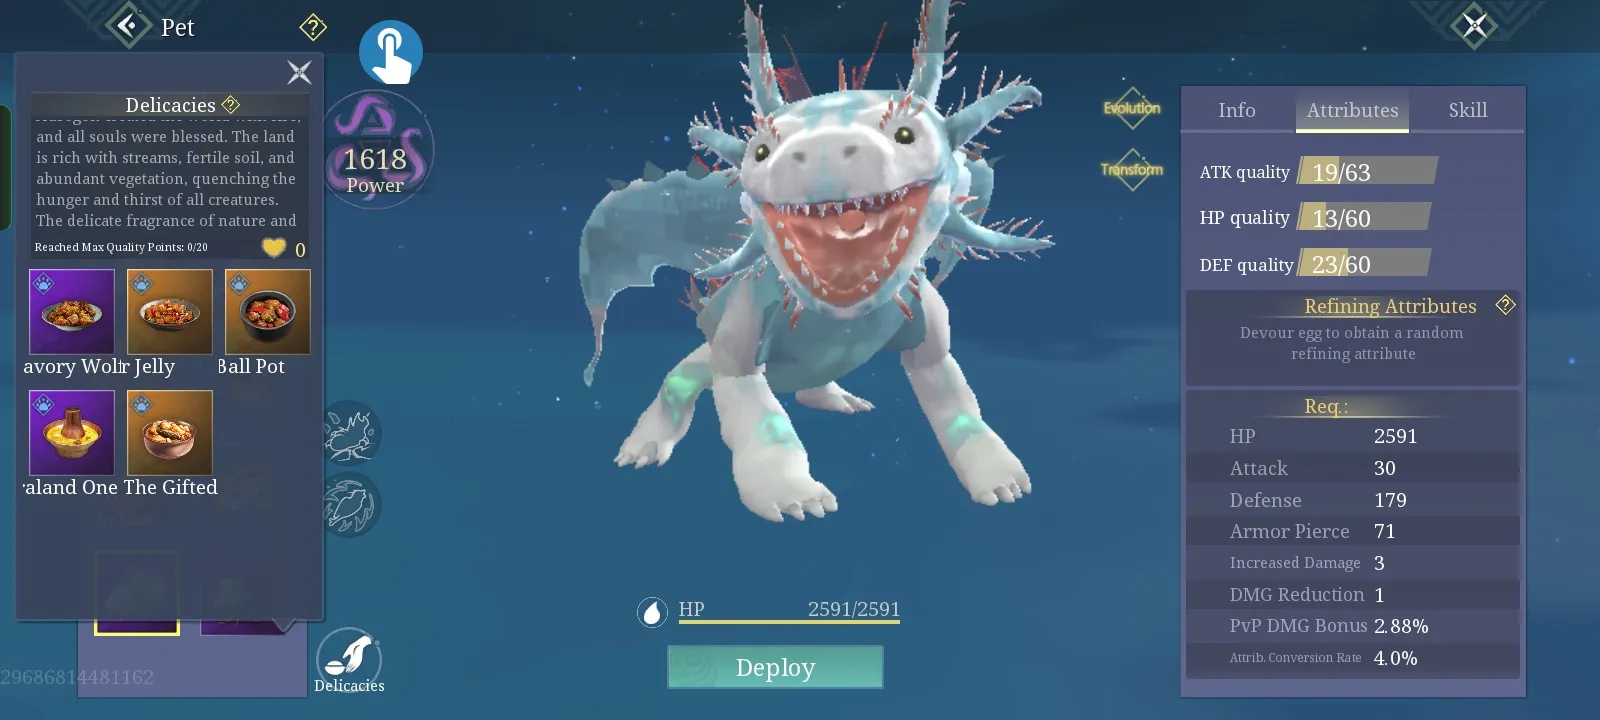 Pet
Delicacies
and all souls were blessed. The land
is rich with streams, fertile soil, and
abundant vegetation, quenching the
hunger and thirst of all creatures.
The delicate fragrance of nature and
Reached Max Quality Points: 0/20
0
avory Wol
r Jelly
Ball Pot
aland One
The Gifted
29686814481162
1618
Power
Delicacies
HP
2591/2591
Deploy
Evolution
Transform
Info
Attributes
Skill
ATK quality
19/63
HP quality
13/60
DEF quality
23/60
Refining Attributes
Devour egg to obtain a random
refining attribute
Req.:
HP 2591
Attack 30
Defense 179
Armor Pierce 71
Increased Damage 3
DMG Reduction 1
PvP DMG Bonus 2.88%
Attrib. Conversion Rate 4.0%